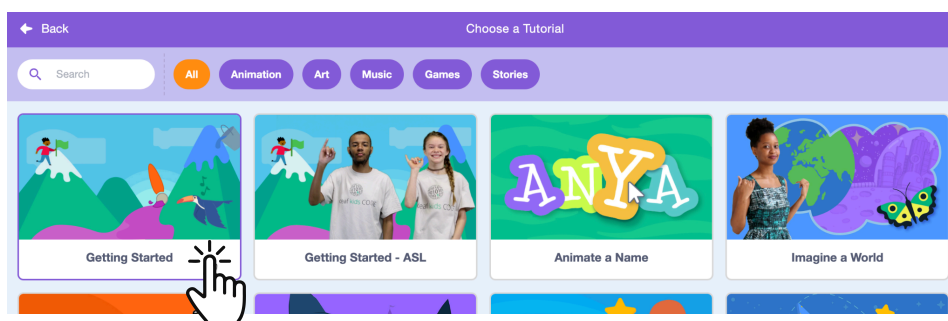 Back
Choose a Tutorial
Search
All
Animation
Art
Music
Games
Stories
ANYA
Getting Started
Getting Started - ASL
Animate a Name
Imagine a World